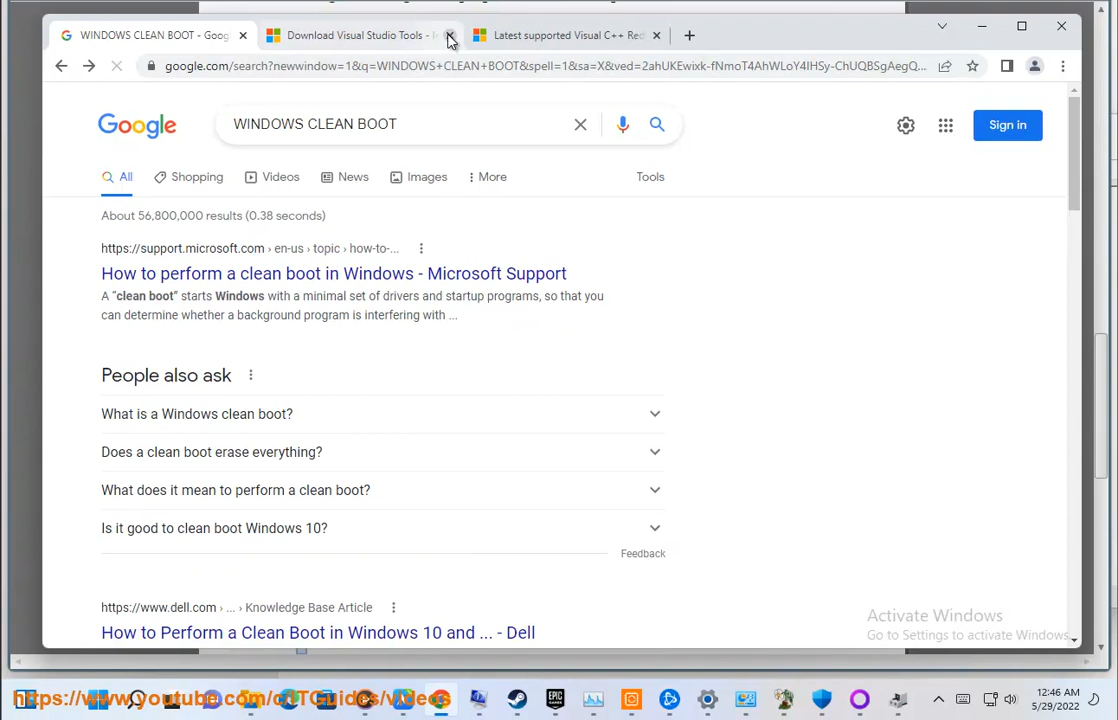 WINDOWS CLEAN BOOT - Goog
Download Visual Studio Tools -
Latest supported Visual C++ Red
google.com/search?newwindow=1&q=WINDOWS+CLEAN+BOOT&spell=1&sa=X&ved=2ahUKEwixk-fNmoT4AhWLoY4IHSy-ChUQBSgAegQ...
Google
WINDOWS CLEAN BOOT
Sign in
All
Shopping
Videos
News
Images
More
Tools
About 56,800,000 results (0.38 seconds)
https://support.microsoft.com › en-us › topic › how-to-...
How to perform a clean boot in Windows - Microsoft Support
A “clean boot” starts Windows with a minimal set of drivers and startup programs, so that you
can determine whether a background program is interfering with ...
People also ask
What is a Windows clean boot?
Does a clean boot erase everything?
What does it mean to perform a clean boot?
Is it good to clean boot Windows 10?
Feedback
https://www.dell.com › ... › Knowledge Base Article
How to Perform a Clean Boot in Windows 10 and ... - Dell
Activate Windows
Go to Settings to activate Windows.
12:46 AM
5/29/2022